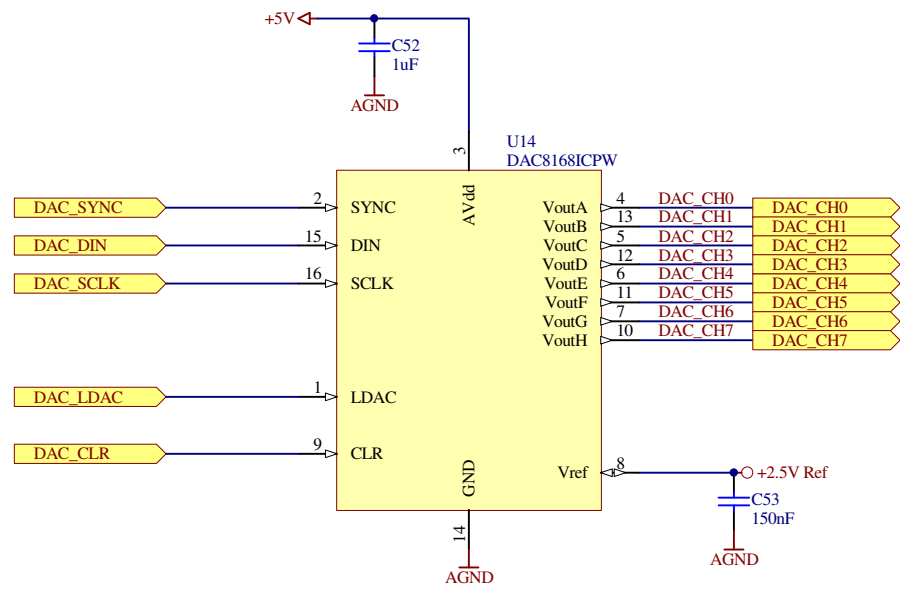 +5V
C52
1uF
AGND
U14
DAC8168ICPW
3
AVdd
DAC_SYNC 2 SYNC
DAC_DIN 15 DIN
DAC_SCLK 16 SCLK
DAC_LDAC 1 LDAC
DAC_CLR 9 CLR
VoutA 4 DAC_CH0 DAC_CH0
VoutB 13 DAC_CH1 DAC_CH1
VoutC 5 DAC_CH2 DAC_CH2
VoutD 12 DAC_CH3 DAC_CH3
VoutE 6 DAC_CH4 DAC_CH4
VoutF 11 DAC_CH5 DAC_CH5
VoutG 7 DAC_CH6 DAC_CH6
VoutH 10 DAC_CH7 DAC_CH7
Vref 8 +2.5V Ref
C53
150nF
AGND
GND
14
AGND